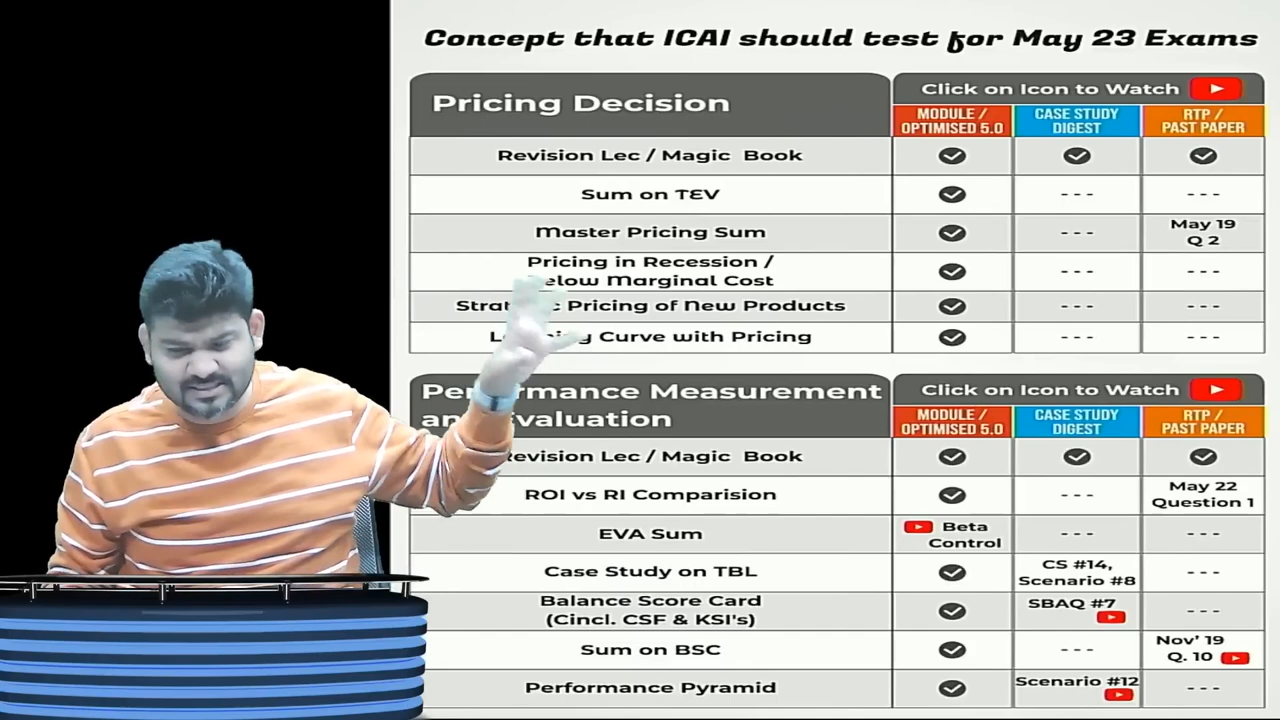 Concept that ICAI should test for May 23 Exams
Pricing Decision
Click on Icon to Watch
MODULE / OPTIMISED 5.0
CASE STUDY DIGEST
RTP / PAST PAPER
Revision Lec / Magic Book
Sum on TEV
---
---
Master Pricing Sum
---
May 19
Q 2
Pricing in Recession /
Marginal Cost
---
---
Pricing of New Products
---
---
Curve with Pricing
---
---
Measurement
Click on Icon to Watch
MODULE / OPTIMISED 5.0
CASE STUDY DIGEST
RTP / PAST PAPER
Lec / Magic Book
ROI vs RI Comparision
---
May 22
Question 1
EVA Sum
Beta
Control
---
---
Case Study on TBL
CS #14,
Scenario #8
---
Balance Score Card
(Cincl. CSF & KSI's)
SBAQ #7
---
Sum on BSC
---
Nov' 19
Q. 10
Performance Pyramid
Scenario #12
---